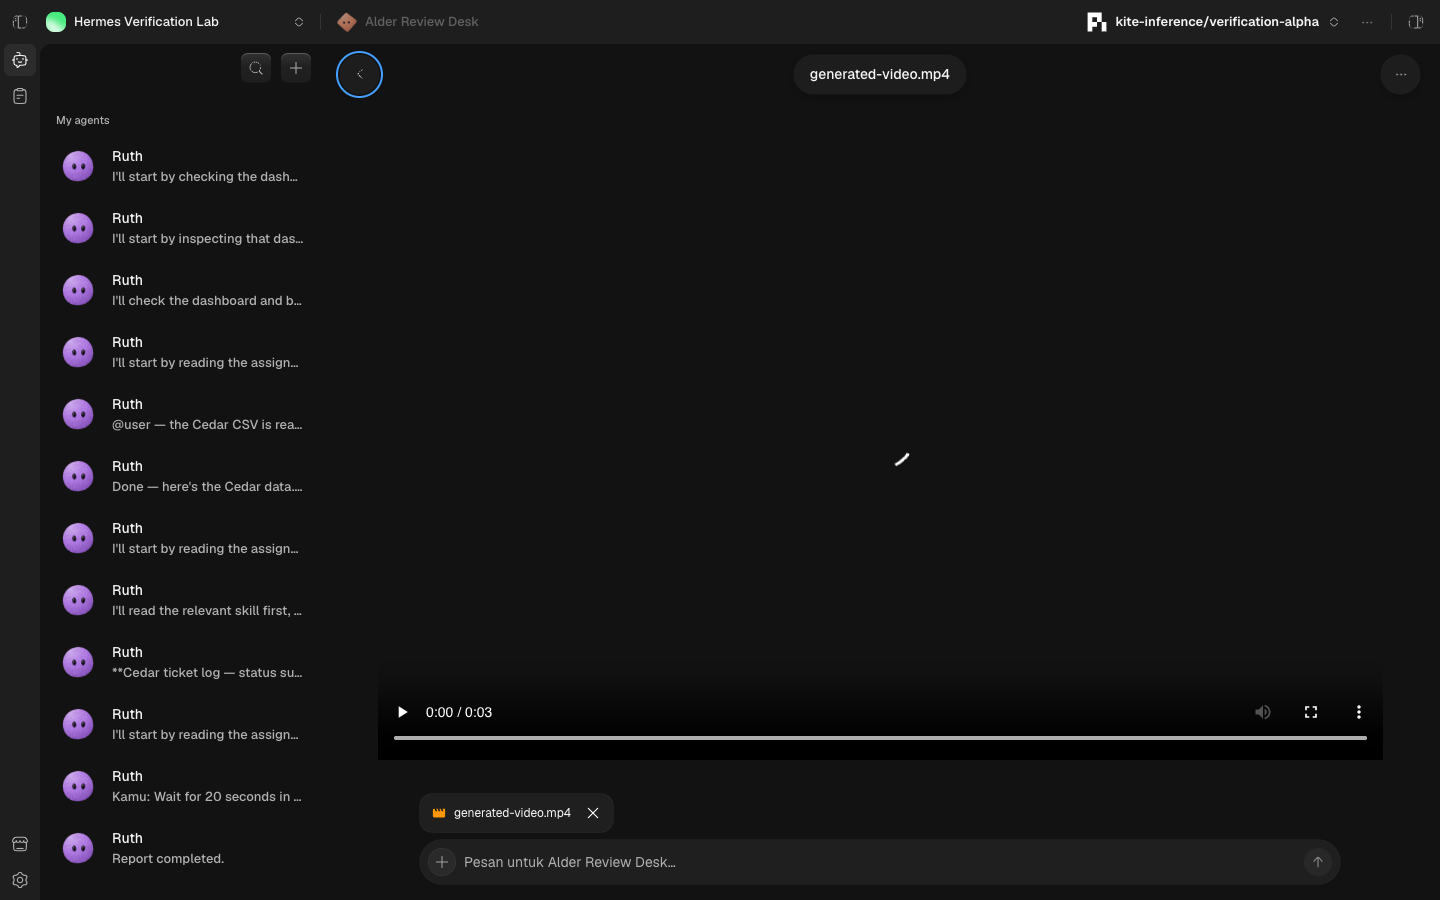 Hermes Verification Lab
Alder Review Desk
kite-inference/verification-alpha
generated-video.mp4
My agents
Ruth
I'll start by checking the dash...
Ruth
I'll start by inspecting that das...
Ruth
I'll check the dashboard and b...
Ruth
I'll start by reading the assign...
Ruth
@user — the Cedar CSV is rea...
Ruth
Done — here's the Cedar data....
Ruth
I'll start by reading the assign...
Ruth
I'll read the relevant skill first, ...
Ruth
**Cedar ticket log — status su...
Ruth
I'll start by reading the assign...
Ruth
Kamu: Wait for 20 seconds in ...
Ruth
Report completed.
0:00 / 0:03
generated-video.mp4
Pesan untuk Alder Review Desk...